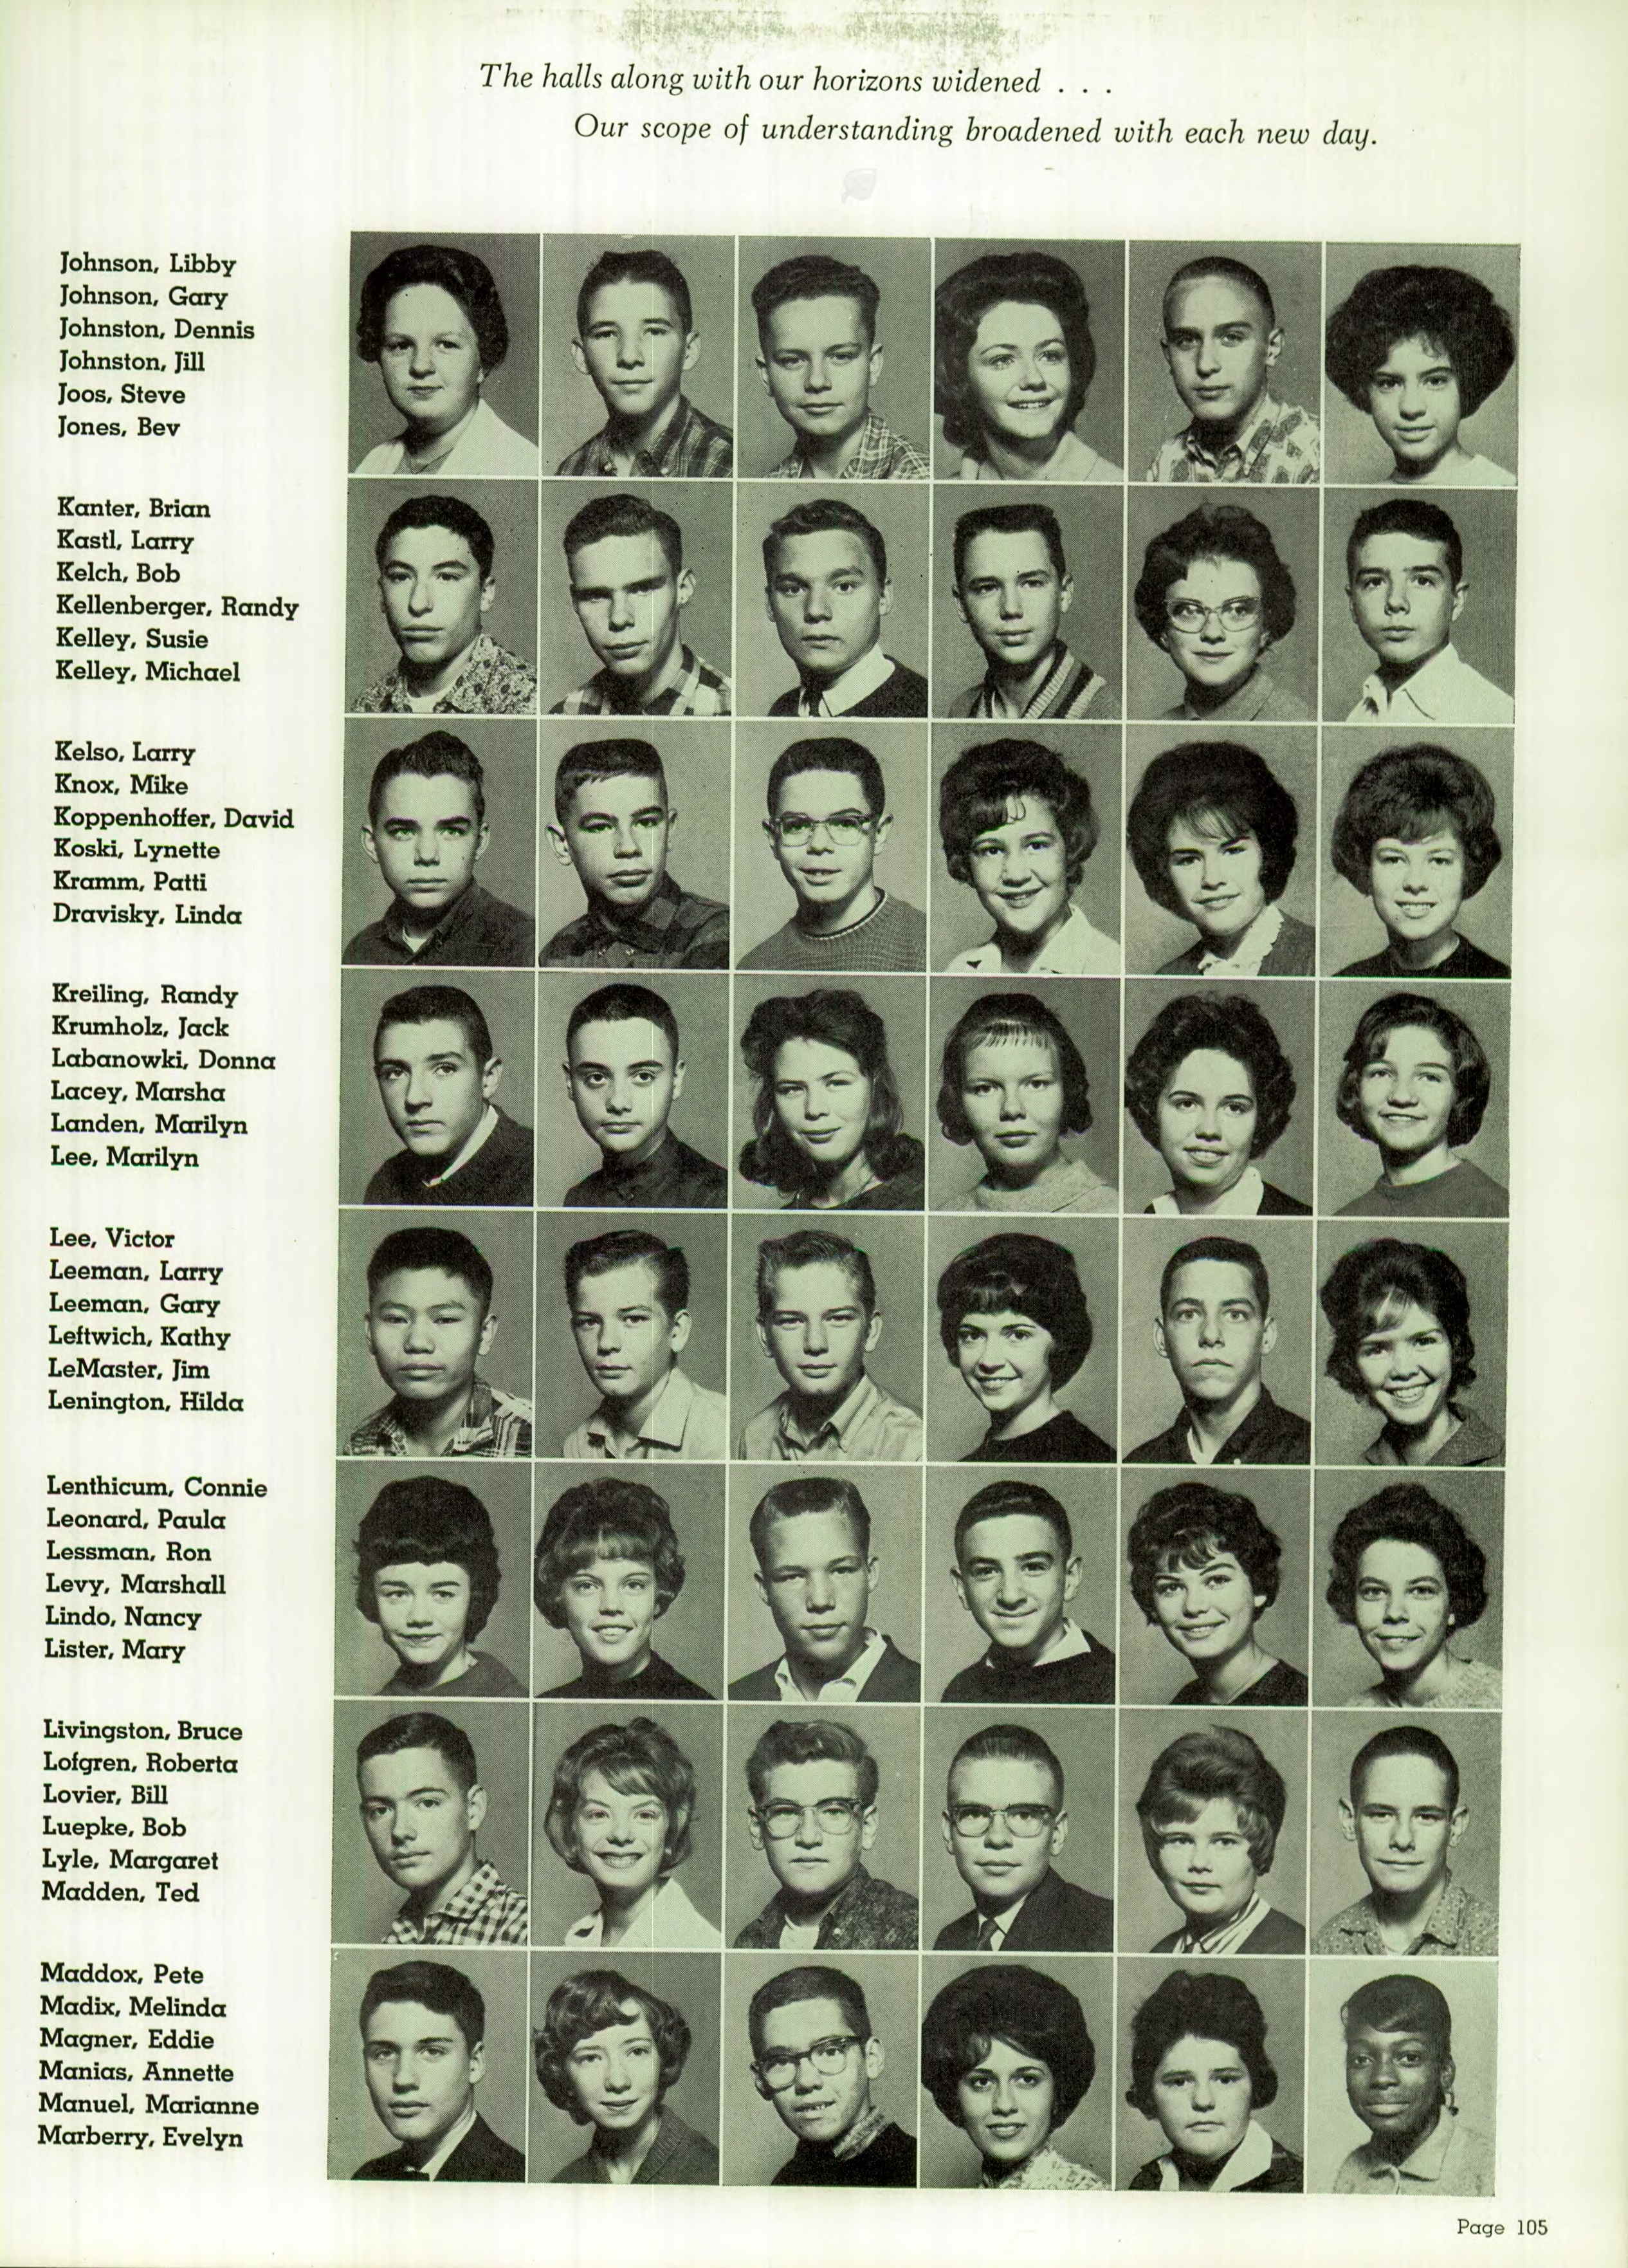 The halls along with our horizons widened . . .
Our scope of understanding broadened with each new day.
Johnson, Libby
Johnson, Gary
Johnston, Dennis
Johnston, Jill
Joos, Steve
Jones, Bev
Kanter, Brian
Kastl, Larry
Kelch, Bob
Kellenberger, Randy
Kelley, Susie
Kelley, Michael
Kelso, Larry
Knox, Mike
Koppenhoffer, David
Koski, Lynette
Kramm, Patti
Dravisky, Linda
Kreiling, Randy
Krumholz, Jack
Labanowki, Donna
Lacey, Marsha
Landen, Marilyn
Lee, Marilyn
Lee, Victor
Leeman, Larry
Leeman, Gary
Leftwich, Kathy
LeMaster, Jim
Lenington, Hilda
Lenthicum, Connie
Leonard, Paula
Lessman, Ron
Levy, Marshall
Lindo, Nancy
Lister, Mary
Livingston, Bruce
Lofgren, Roberta
Lovier, Bill
Luepke, Bob
Lyle, Margaret
Madden, Ted
Maddox, Pete
Madix, Melinda
Magner, Eddie
Manias, Annette
Manuel, Marianne
Marberry, Evelyn
Page 105